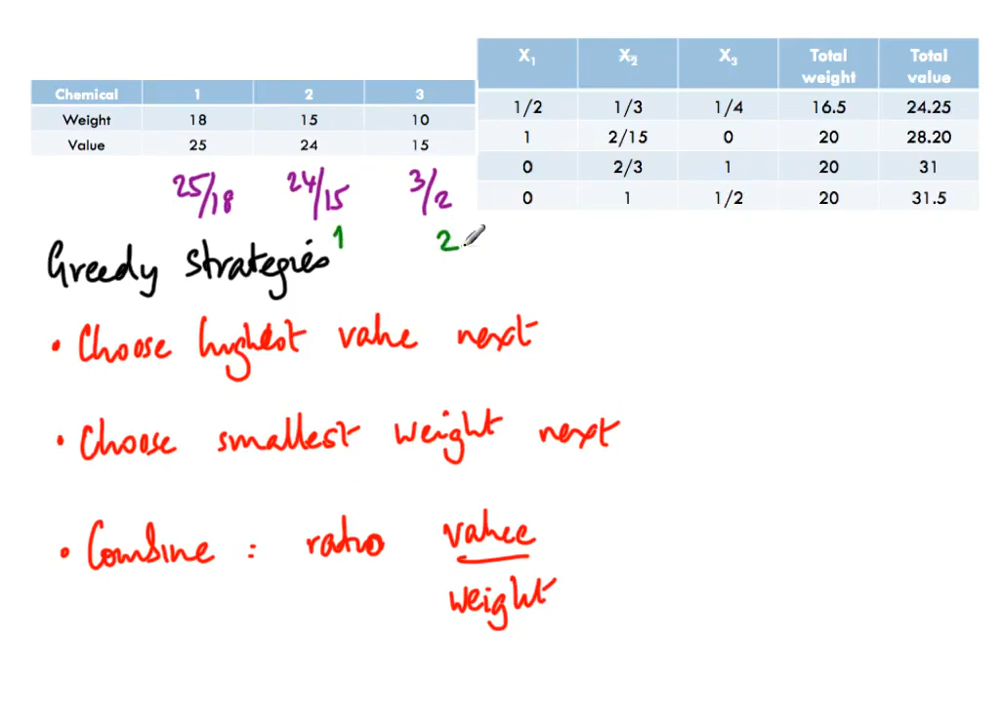 Chemical 1 2 3
Weight 18 15 10
Value 25 24 15
X1 X2 X3 Total weight Total value
1/2 1/3 1/4 16.5 24.25
1 2/15 0 20 28.20
0 2/3 1 20 31
0 1 1/2 20 31.5
25/18 24/15 3/2
1 2
Greedy strategies
• Choose highest value next
• Choose smallest weight next
• Combine : ratio value
weight